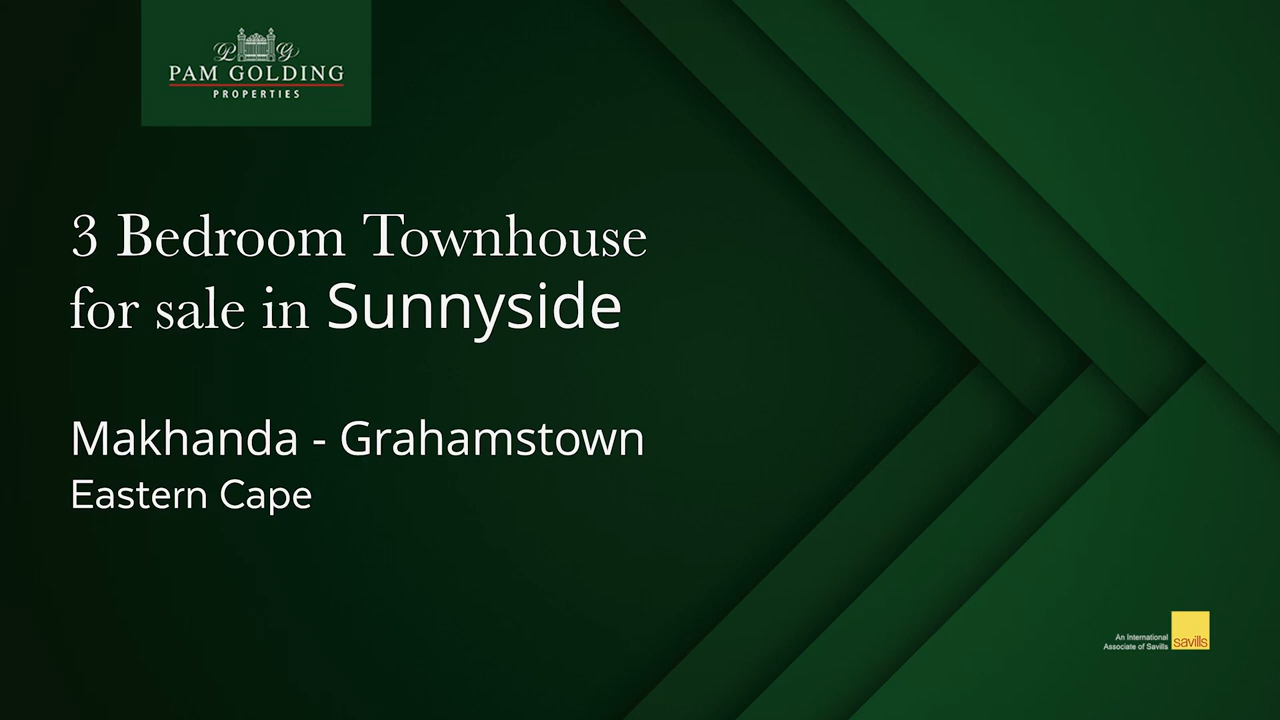 P G
PAM GOLDING
PROPERTIES
3 Bedroom Townhouse
for sale in Sunnyside
Makhanda - Grahamstown
Eastern Cape
An International
Associate of Savills
savills